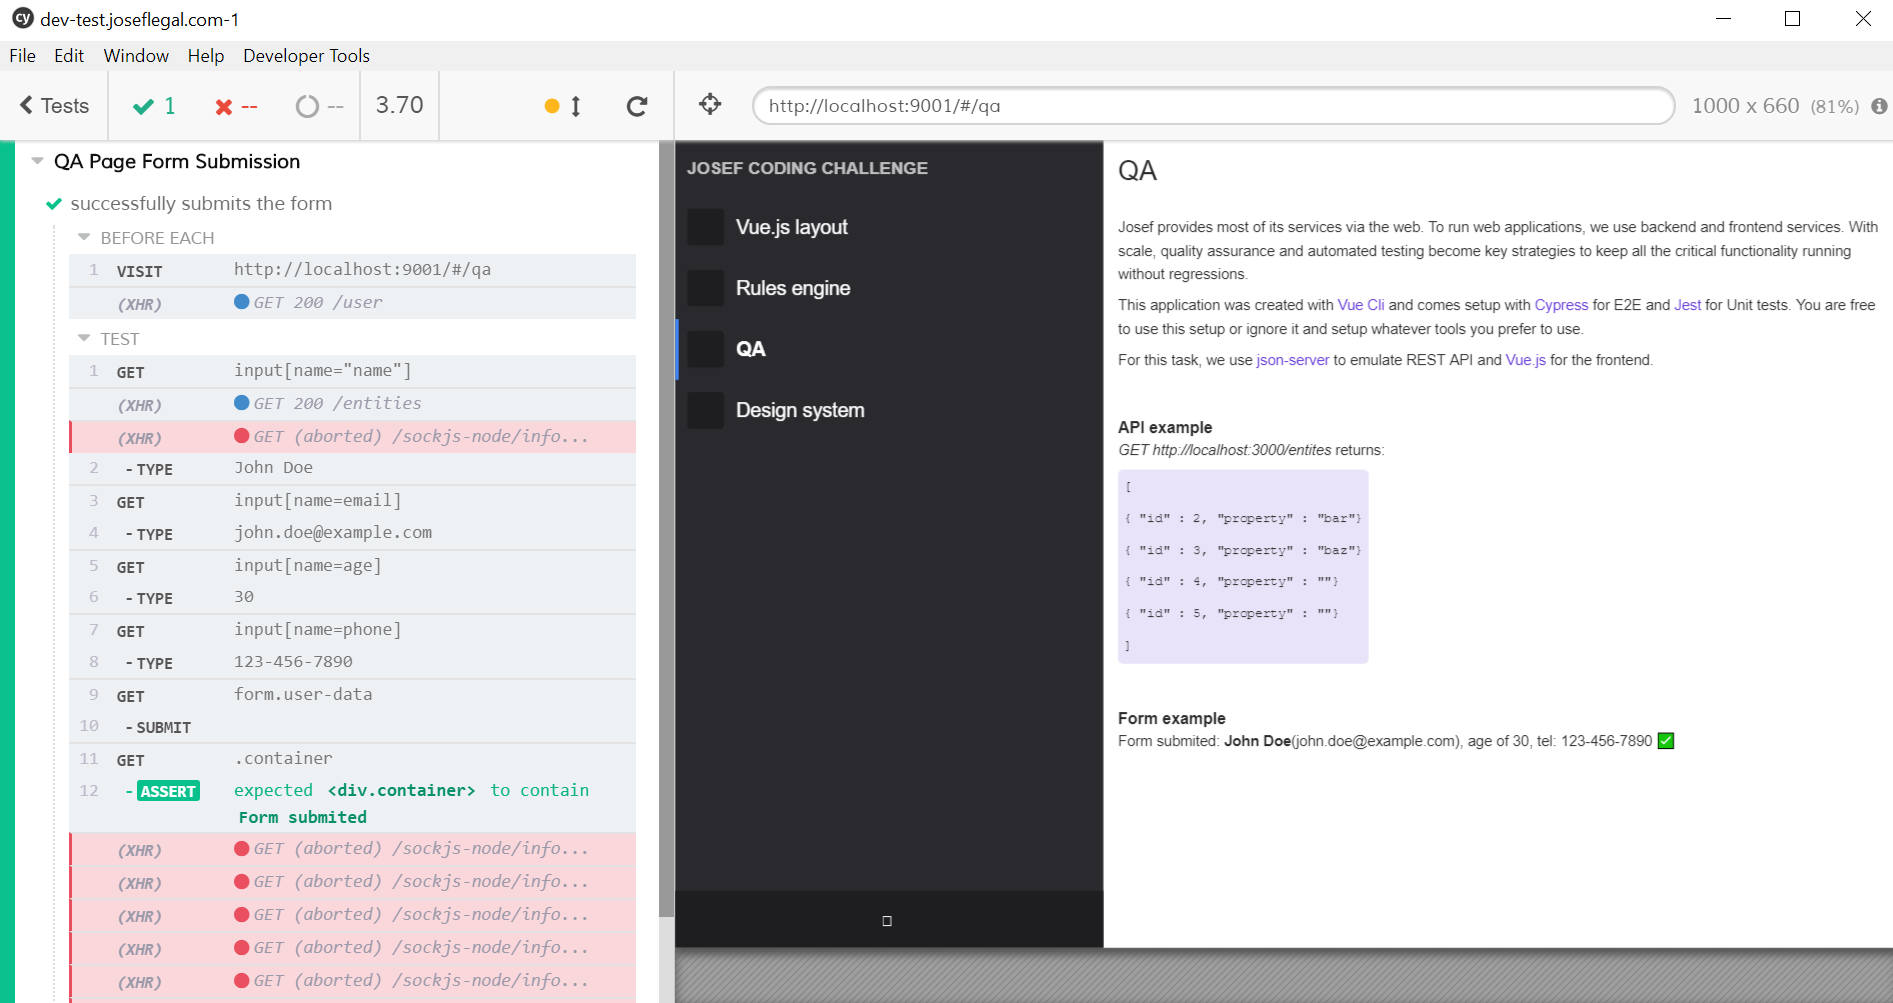 cy dev-test.joseflegal.com-1
File Edit Window Help Developer Tools
Tests 1 -- -- 3.70 http://localhost:9001/#/qa 1000 x 660 (81%)
QA Page Form Submission
successfully submits the form
BEFORE EACH
1 VISIT http://localhost:9001/#/qa
(XHR) GET 200 /user
TEST
1 GET input[name="name"]
(XHR) GET 200 /entities
(XHR) GET (aborted) /sockjs-node/info...
2 - TYPE John Doe
3 GET input[name=email]
4 - TYPE john.doe@example.com
5 GET input[name=age]
6 - TYPE 30
7 GET input[name=phone]
8 - TYPE 123-456-7890
9 GET form.user-data
10 - SUBMIT
11 GET .container
12 - ASSERT expected <div.container> to contain
Form submited
(XHR) GET (aborted) /sockjs-node/info...
(XHR) GET (aborted) /sockjs-node/info...
(XHR) GET (aborted) /sockjs-node/info...
(XHR) GET (aborted) /sockjs-node/info...
(XHR) GET (aborted) /sockjs-node/info...
JOSEF CODING CHALLENGE
Vue.js layout
Rules engine
QA
Design system
QA
Josef provides most of its services via the web. To run web applications, we use backend and frontend services. With
scale, quality assurance and automated testing become key strategies to keep all the critical functionality running
without regressions.
This application was created with Vue Cli and comes setup with Cypress for E2E and Jest for Unit tests. You are free
to use this setup or ignore it and setup whatever tools you prefer to use.
For this task, we use json-server to emulate REST API and Vue.js for the frontend.
API example
GET http://localhost:3000/entites returns:
[
{ "id" : 2, "property" : "bar"}
{ "id" : 3, "property" : "baz"}
{ "id" : 4, "property" : ""}
{ "id" : 5, "property" : ""}
]
Form example
Form submited: John Doe(john.doe@example.com), age of 30, tel: 123-456-7890 ✅